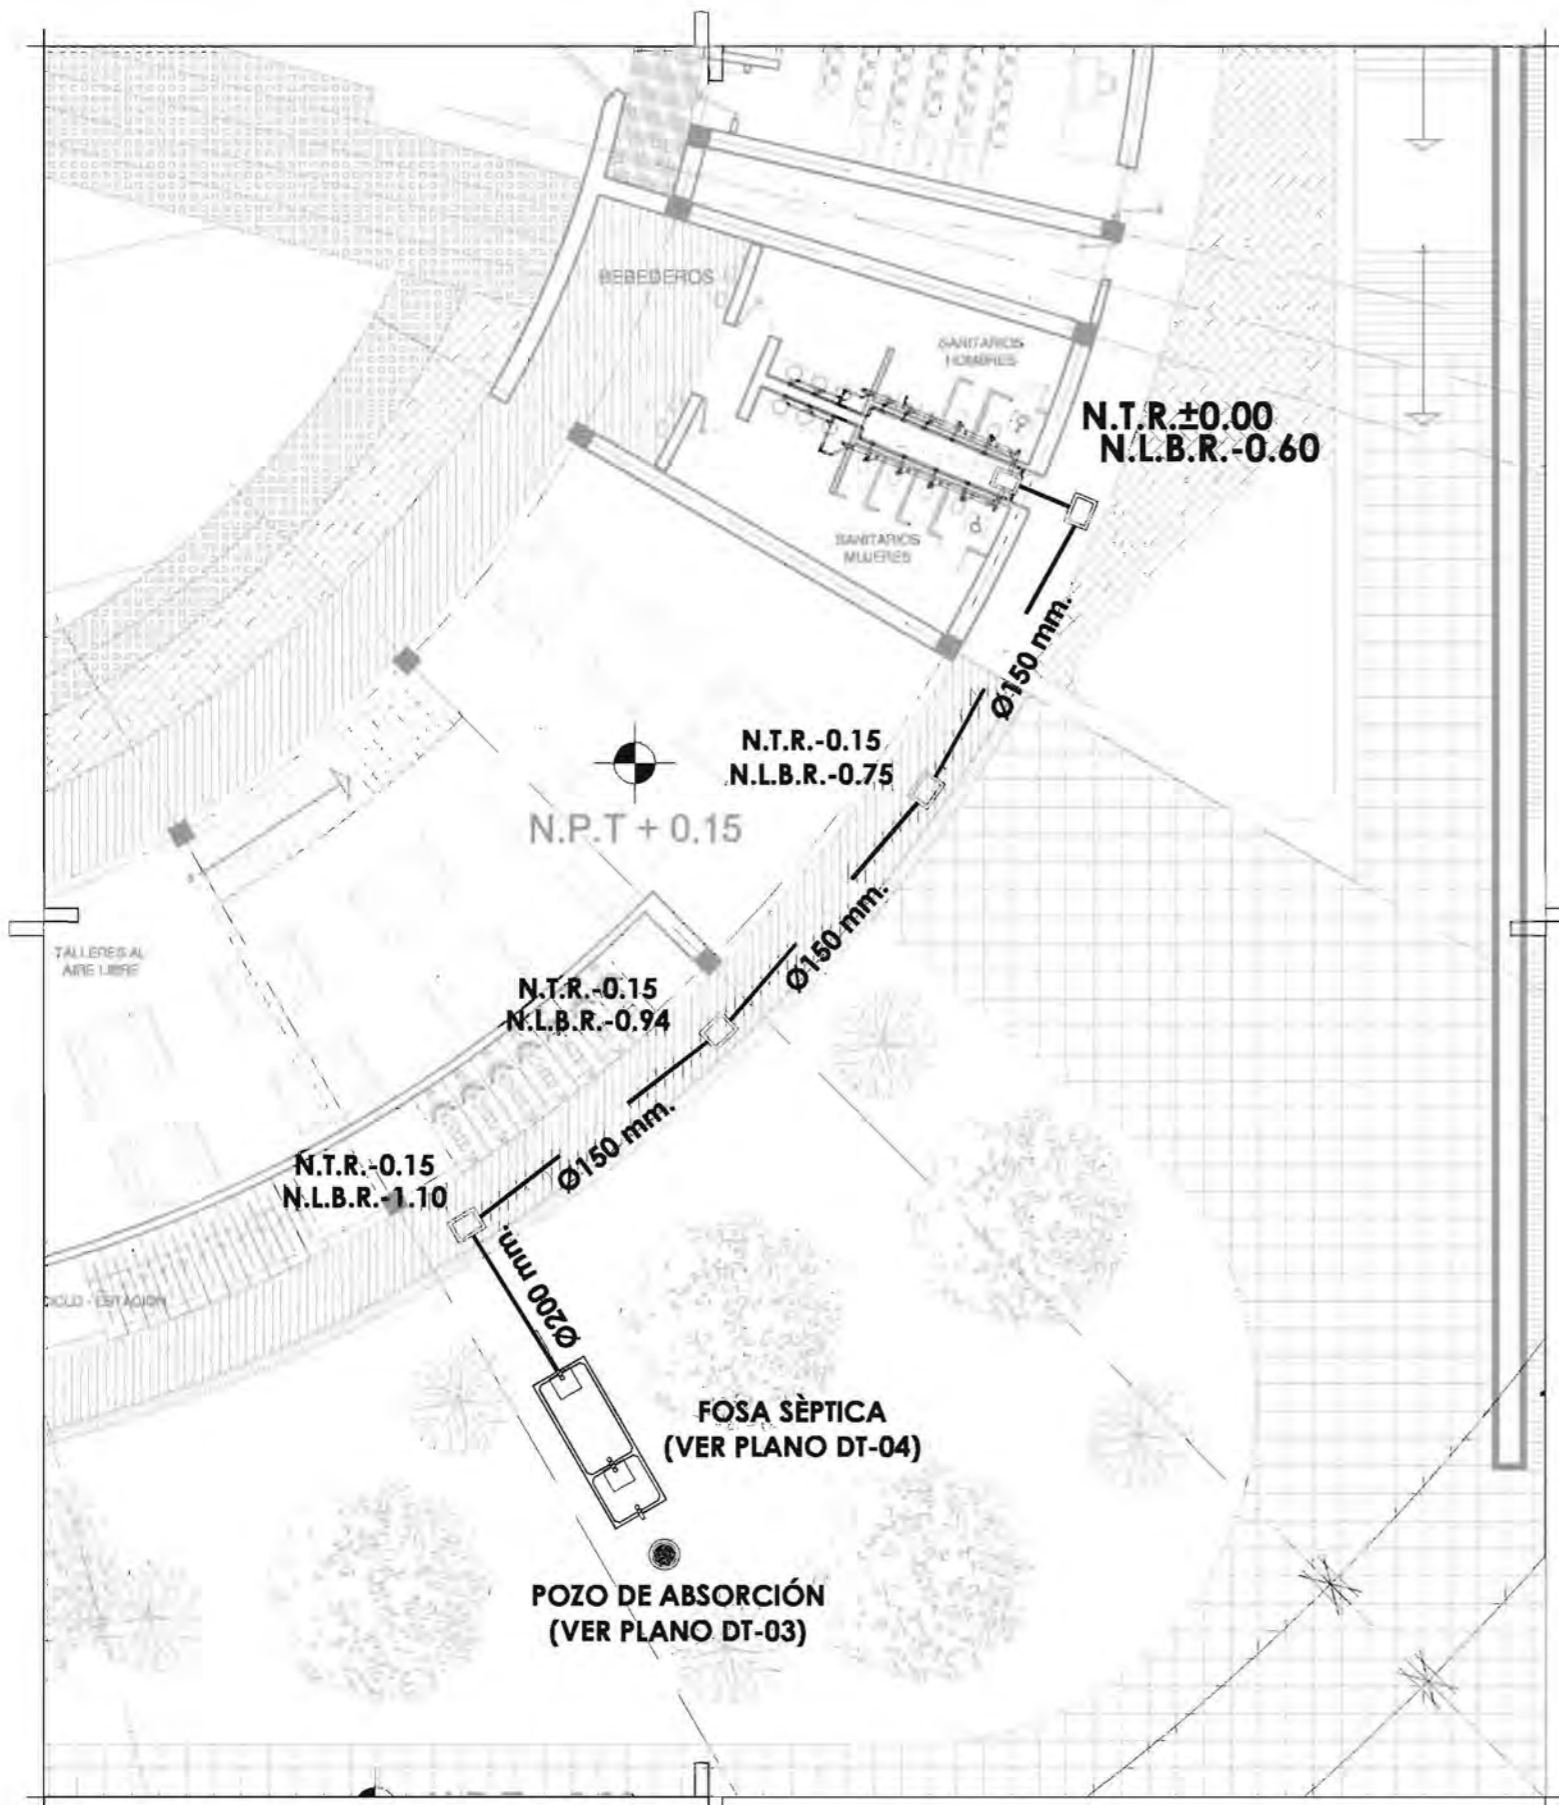 BEBEDEROS
SANITARIOS
HOMBRES
N.T.R.±0.00
N.L.B.R.-0.60
SANITARIOS
MUJERES
Ø150 mm.
N.T.R.-0.15
N.L.B.R.-0.75
N.P.T + 0.15
Ø150 mm.
TALLERES AL
AIRE LIBRE
N.T.R.-0.15
N.L.B.R.-0.94
Ø150 mm.
N.T.R.-0.15
N.L.B.R.-1.10
Ø200 mm.
CICLO - ESTACION
FOSA SÈPTICA
(VER PLANO DT-04)
POZO DE ABSORCIÓN
(VER PLANO DT-03)